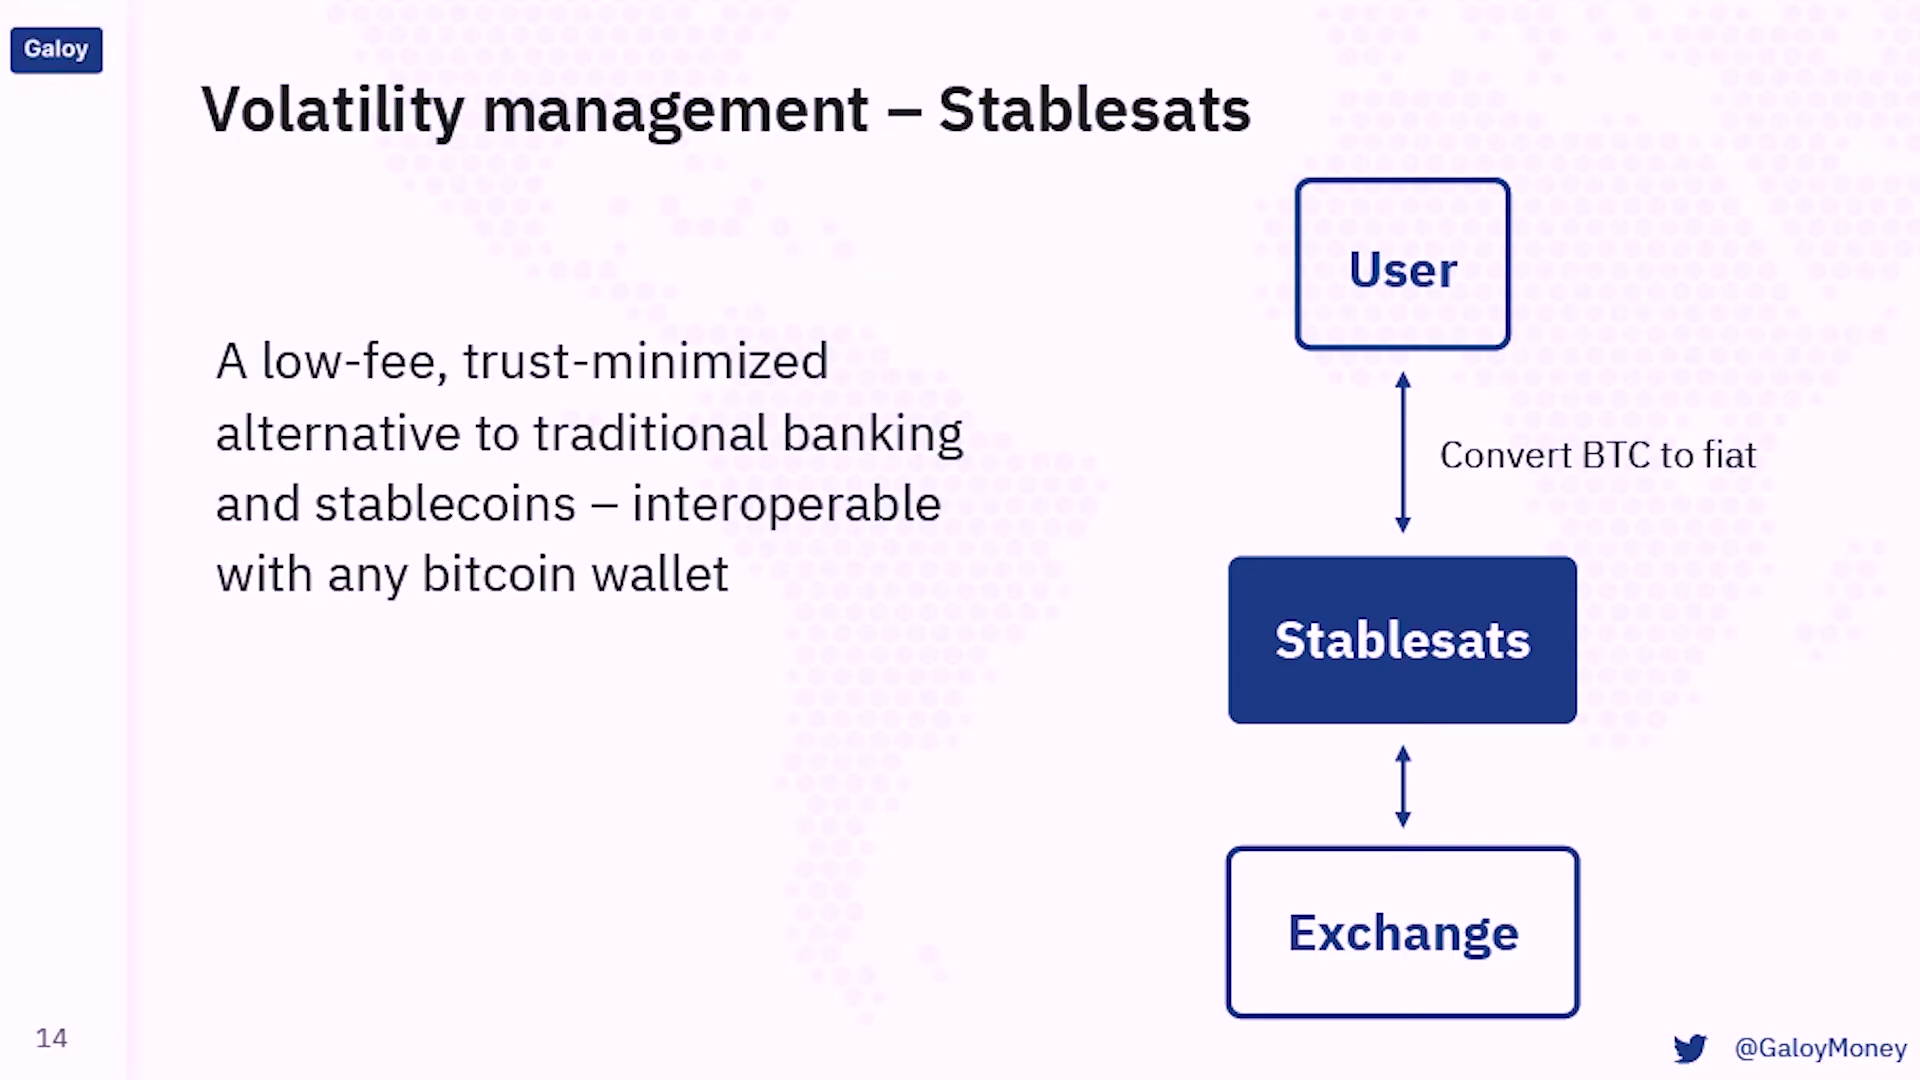 Galoy
Volatility management – Stablesats
A low-fee, trust-minimized
alternative to traditional banking
and stablecoins – interoperable
with any bitcoin wallet
User
Convert BTC to fiat
Stablesats
Exchange
14
@GaloyMoney